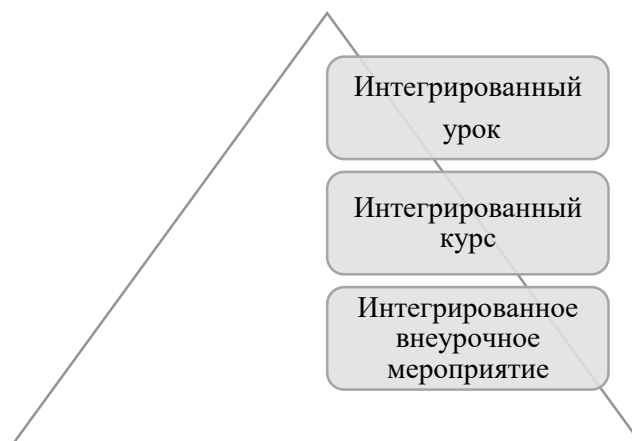 Интегрированный
урок
Интегрированный
курс
Интегрированное
внеурочное
мероприятие